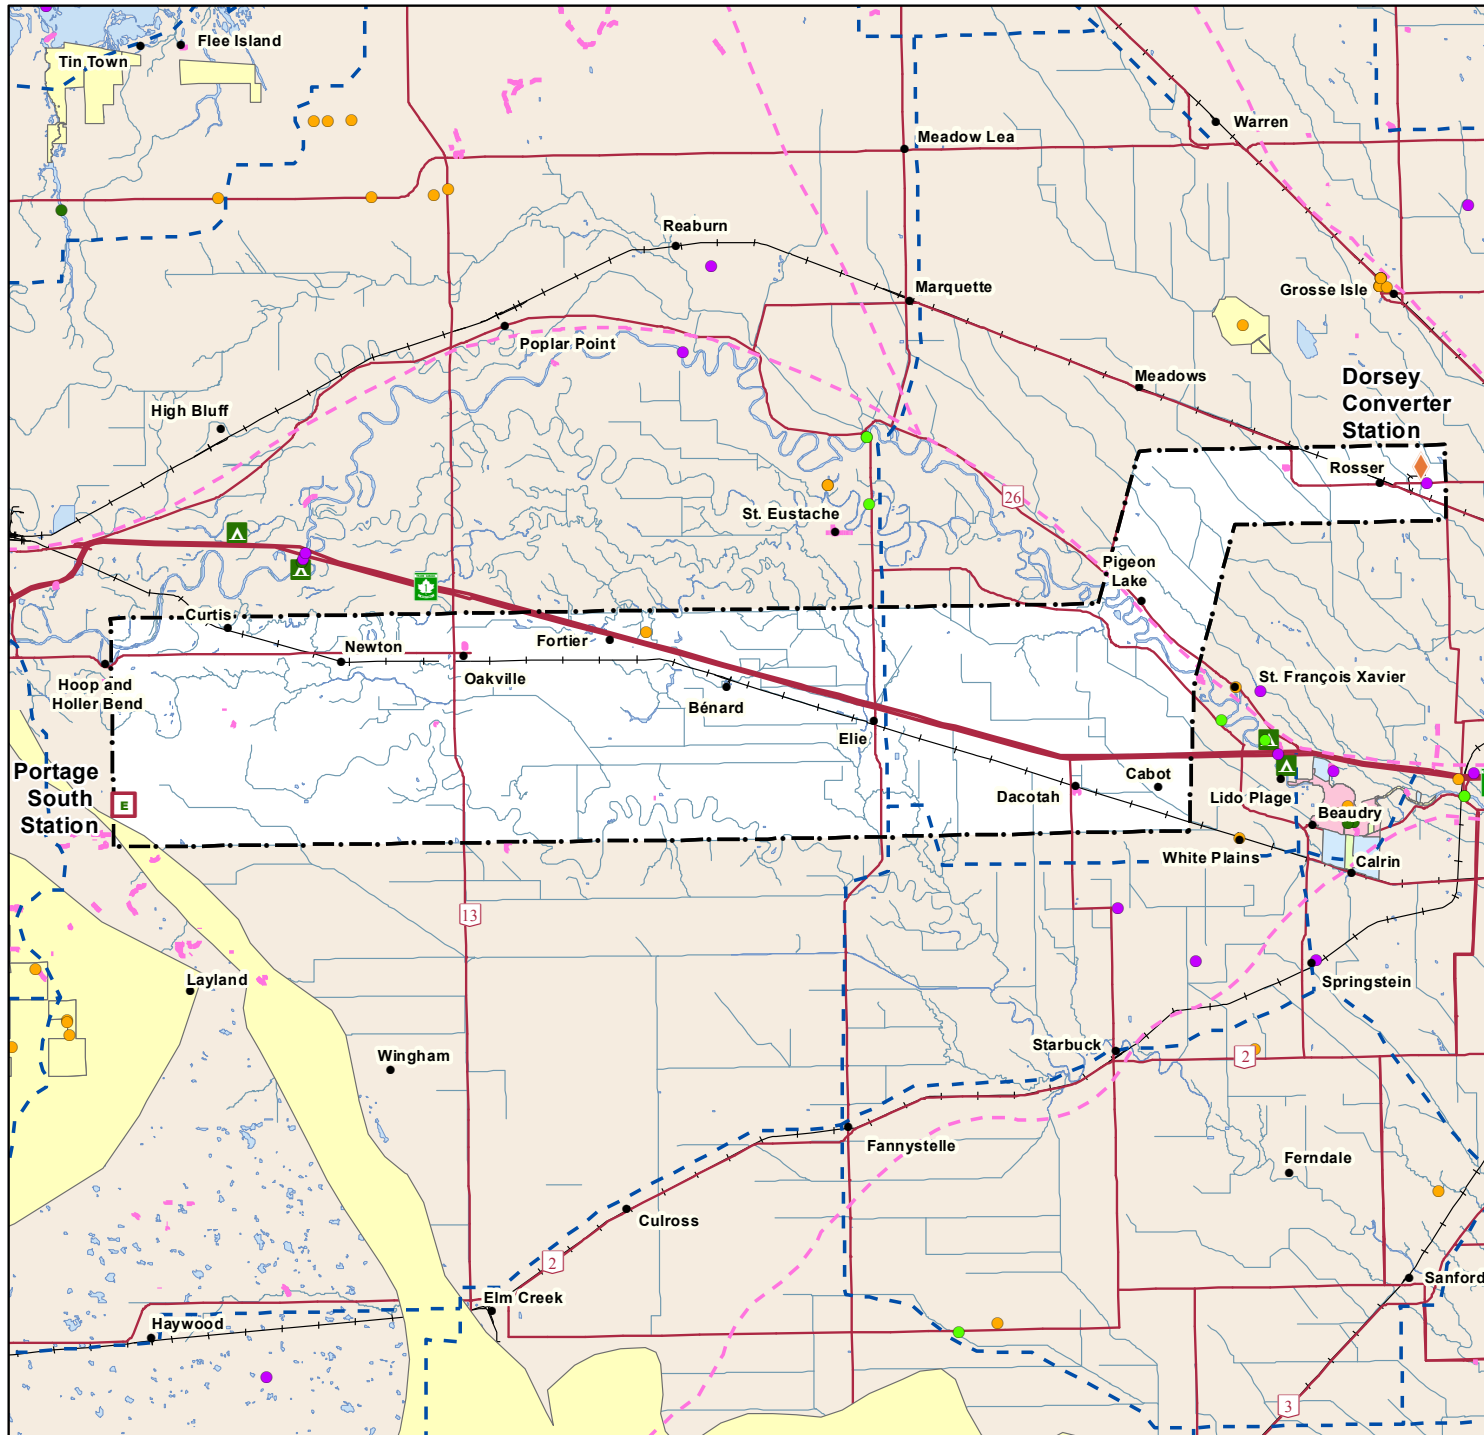 Flee Island
Tin Town
Warren
Meadow Lea
Reaburn
Marquette
Grosse Isle
Poplar Point
Meadows
Dorsey
Converter
Station
High Bluff
Rosser
26
St. Eustache
Pigeon
Lake
Curtis
Newton
Fortier
Oakville
Hoop and
Holler Bend
Bénard
St. François Xavier
Elie
Portage
South
Station
E
Cabot
Dacotah
Lido Plage
Beaudry
White Plains
Calrin
13
Layland
Springstein
Wingham
Starbuck
2
Fannystelle
Ferndale
Culross
2
Sanford
Elm Creek
Haywood
3